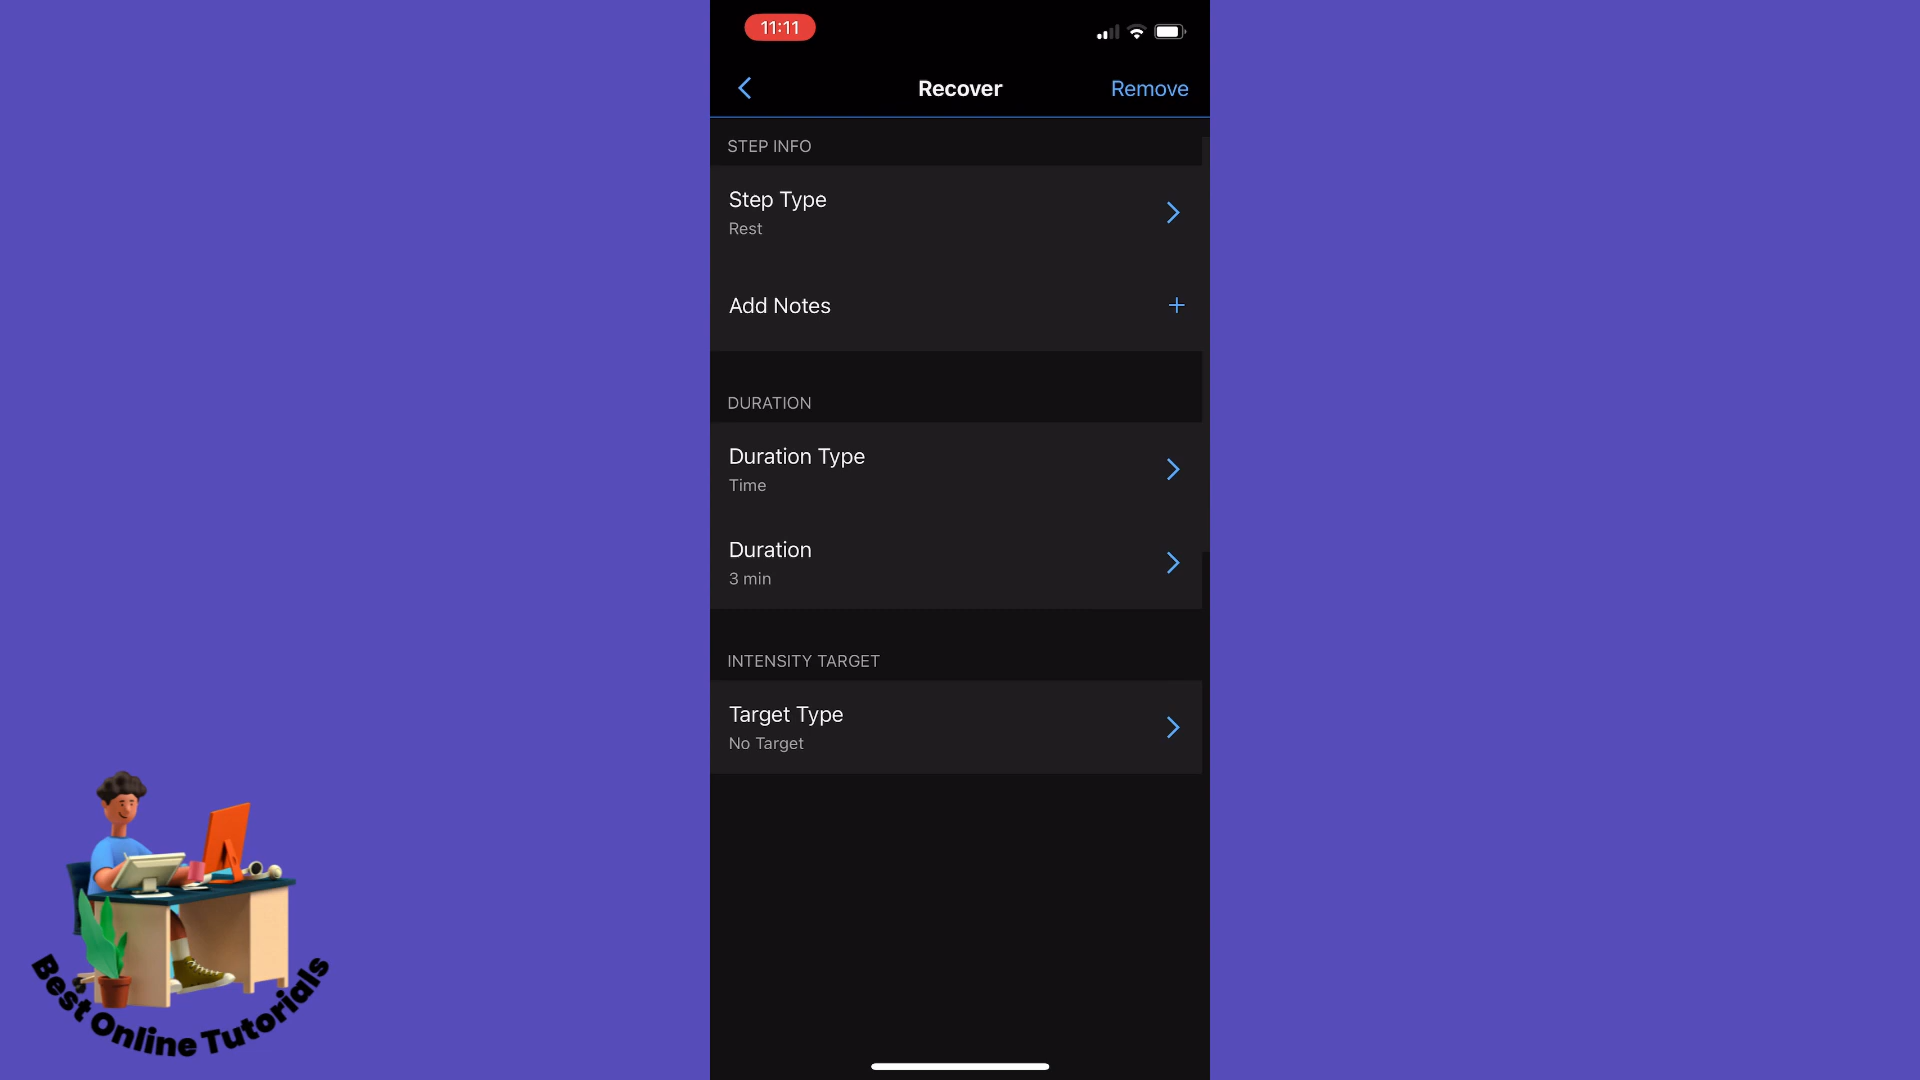 11:11
Recover
Remove
STEP INFO
Step Type
Rest
Add Notes
DURATION
Duration Type
Time
Duration
3 min
INTENSITY TARGET
Target Type
No Target
Best Online Tutorials